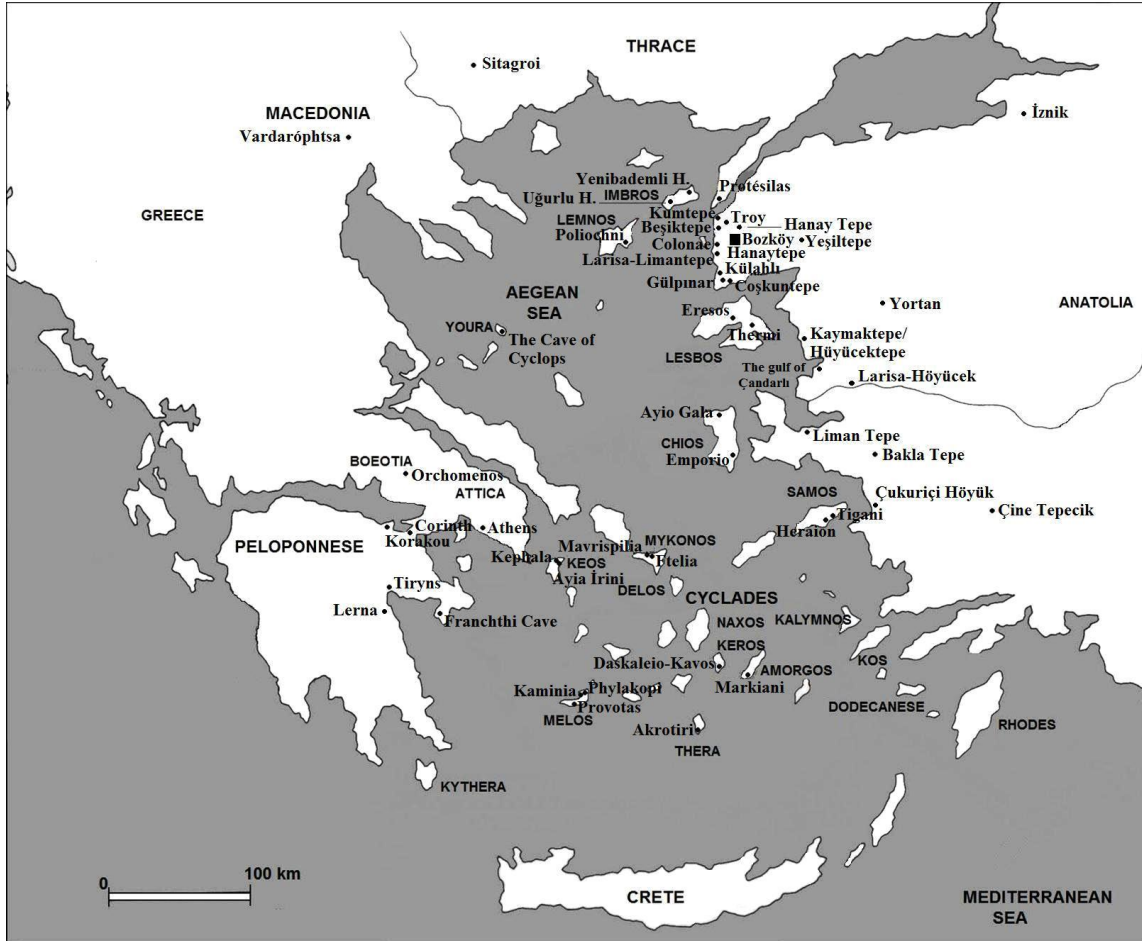 THRACE
Sitagroi
MACEDONIA
Vardaróphtsa
İznik
Yenibademli H.
Uğurlu H.
IMBROS
Protésilas
GREECE
LEMNOS
Poliochni
Kumtepe
Troy
Hanay Tepe
Beşiktepe
Bozköy
Yeşiltepe
Colonae
Hanaytepe
Larisa-Limantepe
Külahlı
Gülpınar
Coşkuntepe
AEGEAN
SEA
Yortan
ANATOLIA
Eresos
YOURA
The Cave of
Cyclops
Thermi
Kaymaktepe/
Hüyücektepe
LESBOS
The gulf of
Çandarlı
Larisa-Höyücek
Ayio Gala
Liman Tepe
CHIOS
Emporio
Bakla Tepe
BOEOTIA
Orchomenos
ATTICA
SAMOS
Çukuriçi Höyük
Tigani
Çine Tepecik
Heraion
Corinth
Korakou
Athens
PELOPONNESE
Mavrispilia
MYKONOS
Kephala
KEOS
Ftelia
Ayia İrini
Tiryns
DELOS
CYCLADES
Lerna
Franchthi Cave
NAXOS
KALYMNOS
KEROS
Daskaleio-Kavos
AMORGOS
KOS
Markiani
Kaminia
Phylakopi
Provotas
MELOS
DODECANESE
Akrotiri
RHODES
THERA
KYTHERA
0
100 km
CRETE
MEDITERRANEAN
SEA